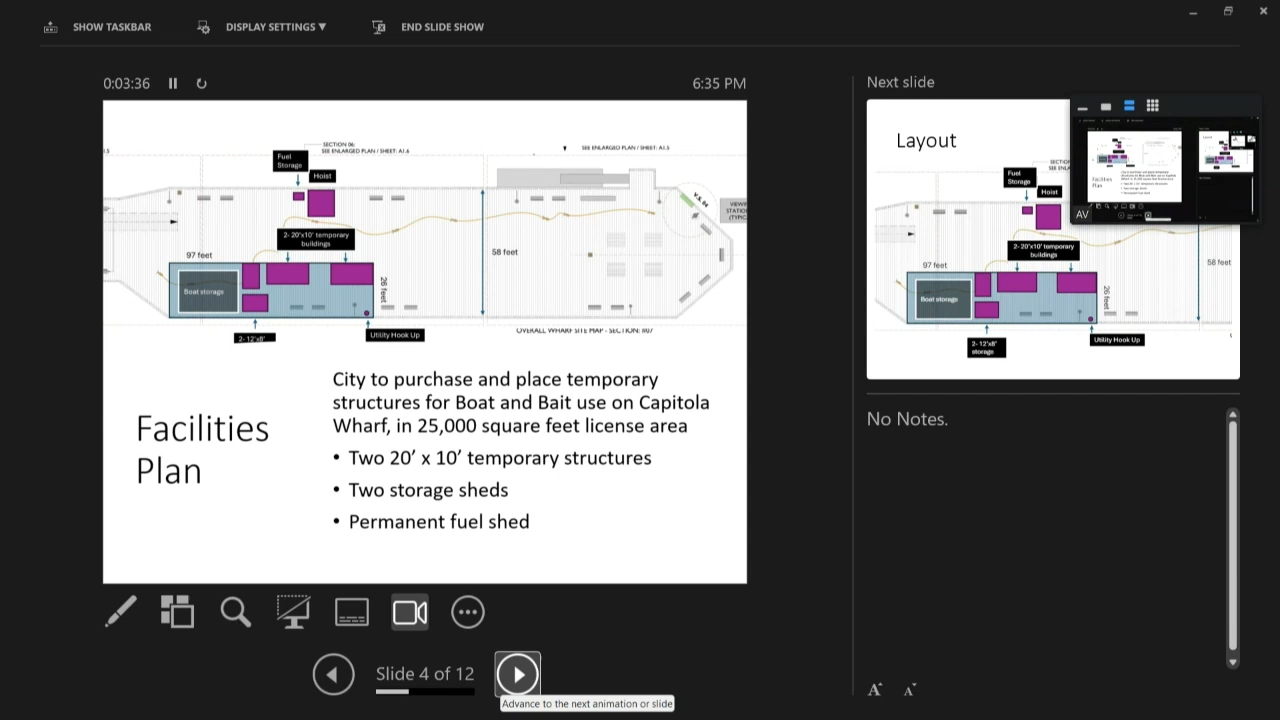 SHOW TASKBAR
DISPLAY SETTINGS ▼
END SLIDE SHOW
0:03:36
6:35 PM
SECTION 06:
SEE ENLARGED PLAN / SHEET: A1.6
SEE ENLARGED PLAN / SHEET: A1.5
Fuel
Storage
Hoist
2- 20'x10' temporary
buildings
97 feet
58 feet
26 feet
Boat storage
2- 12'x8'
Utility Hook Up
OVERALL WHARF SITE MAP - SECTION: 107
Facilities
Plan
City to purchase and place temporary
structures for Boat and Bait use on Capitola
Wharf, in 25,000 square feet license area
• Two 20' x 10' temporary structures
• Two storage sheds
• Permanent fuel shed
Slide 4 of 12
Advance to the next animation or slide
Next slide
Layout
SECTION
SEE ENLA
Fuel
Storage
Hoist
2- 20'x10' temporary
buildings
97 feet
58 feet
26 feet
Boat storage
2- 12'x8'
storage
Utility Hook Up
AV
No Notes.
A A